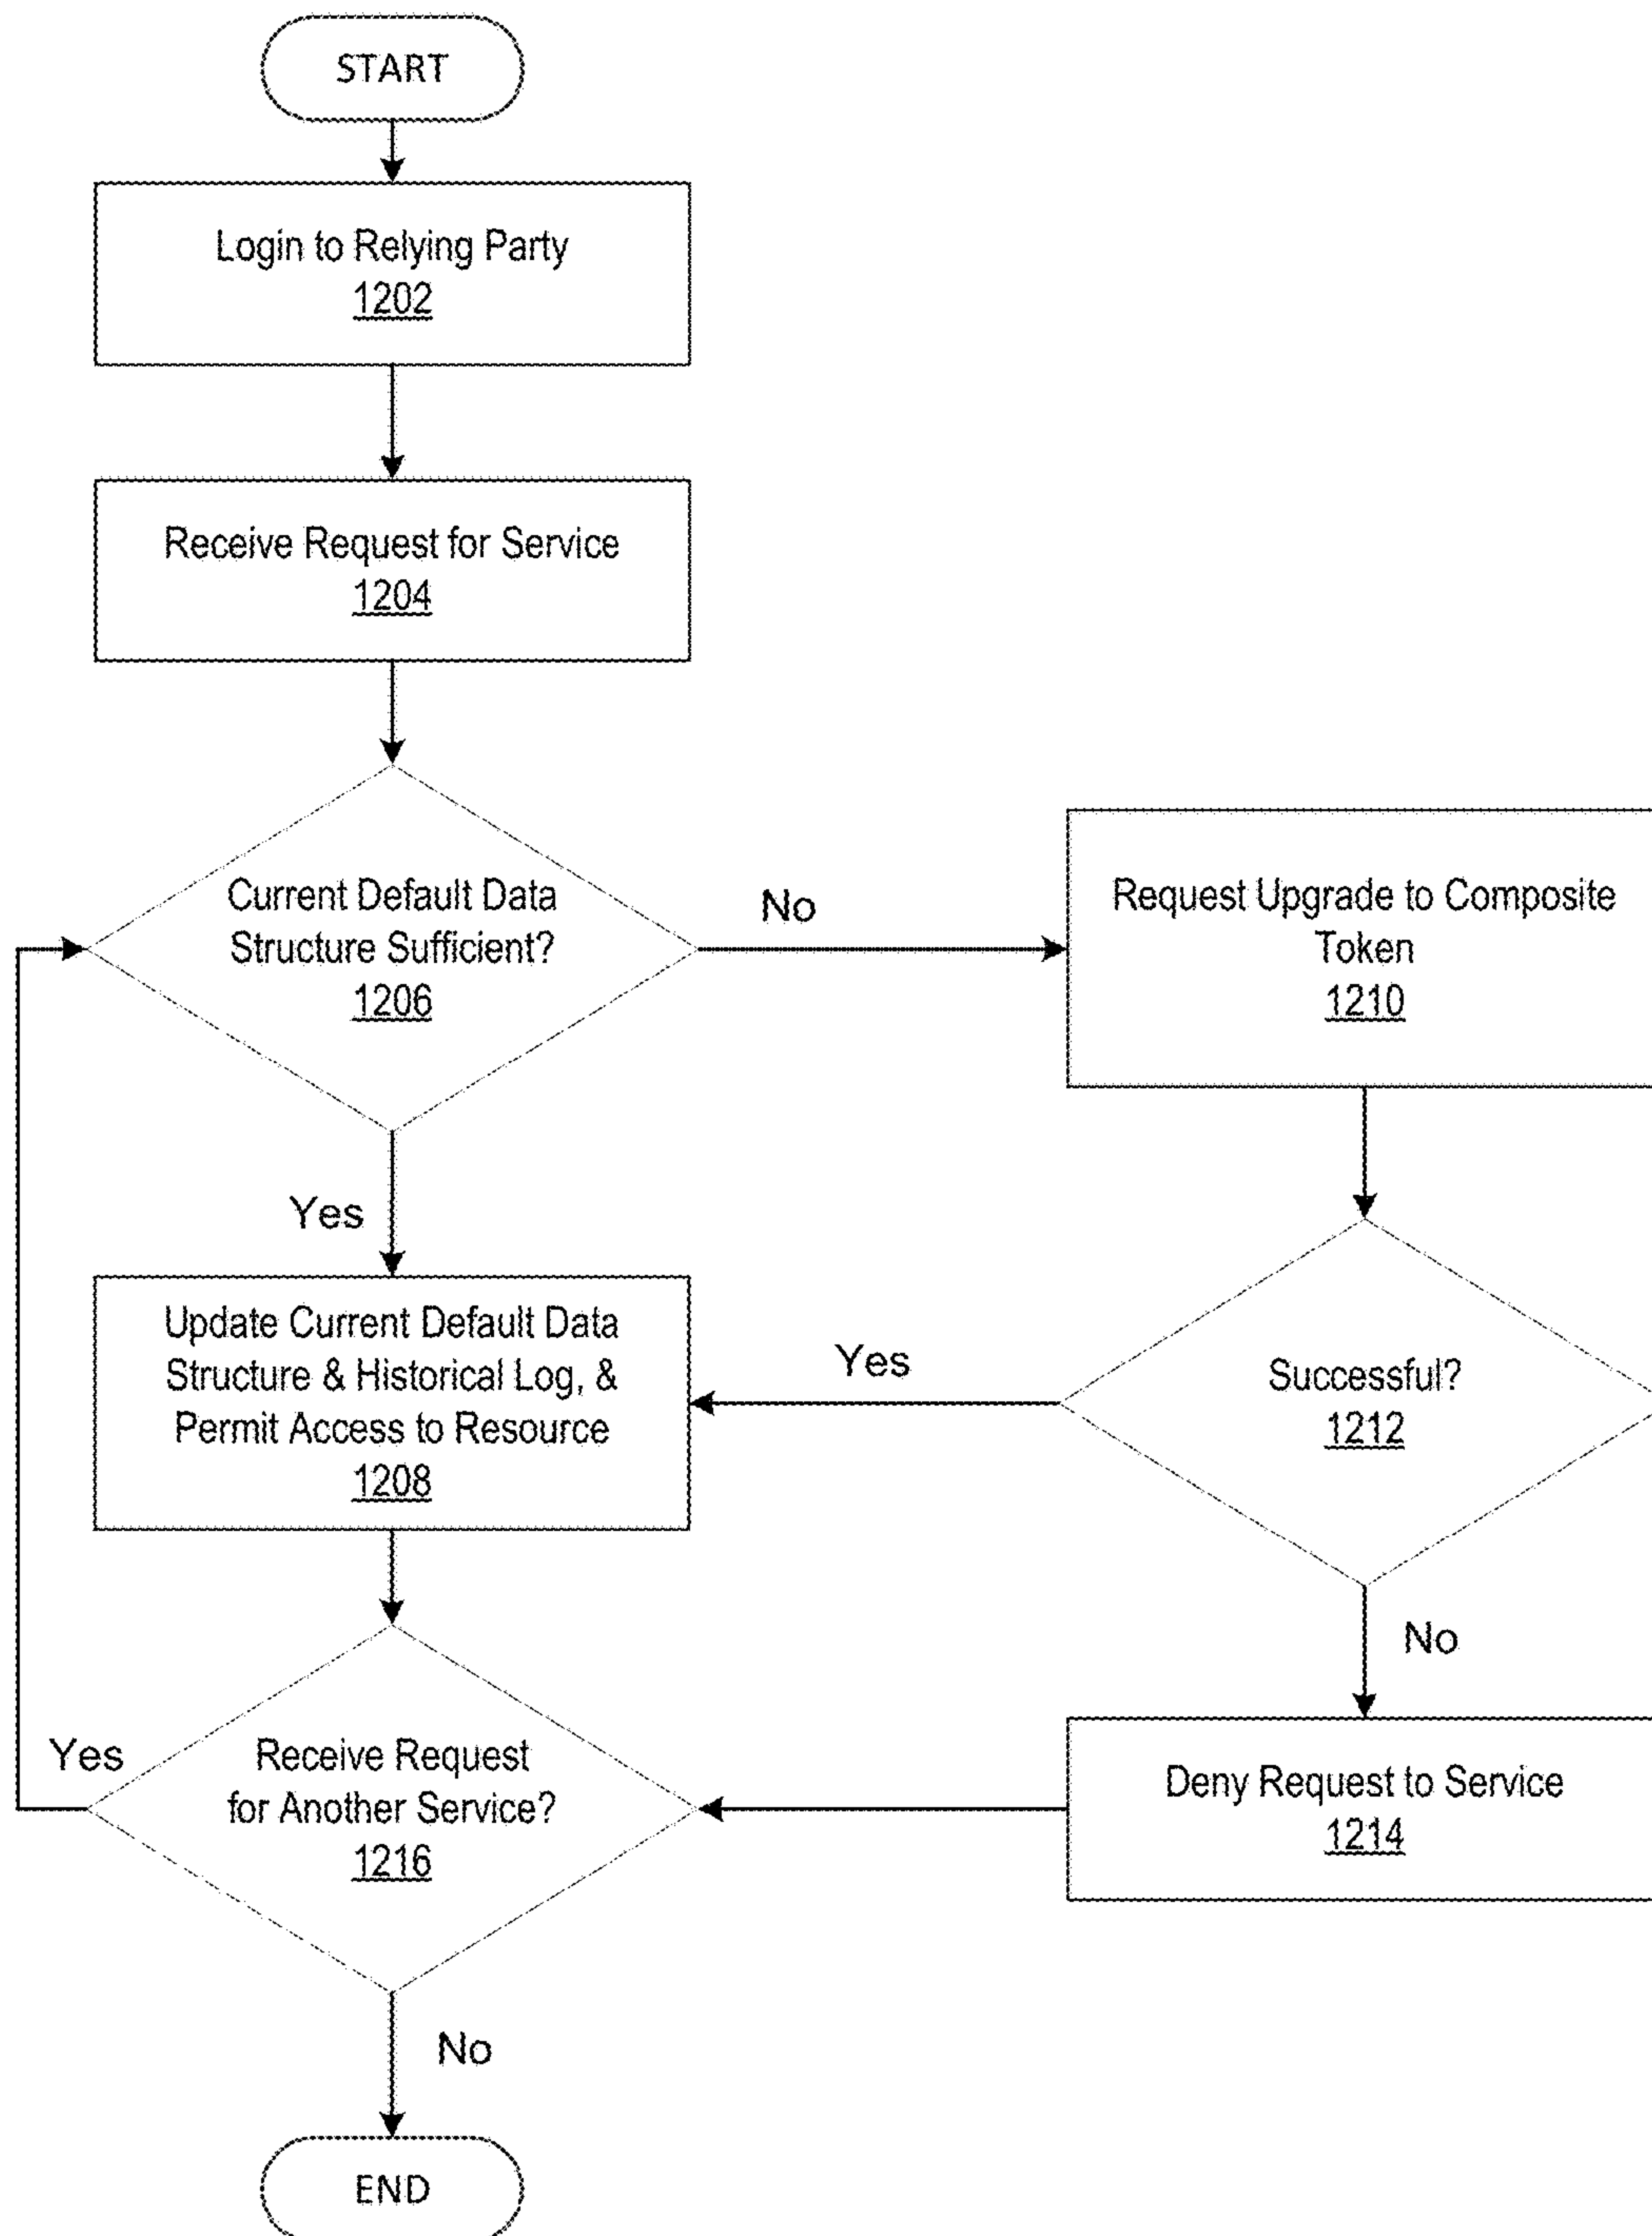 START
Login to Relying Party
1202
Receive Request for Service
1204
Current Default Data
Structure Sufficient?
1206
No
Request Upgrade to Composite
Token
1210
Yes
Update Current Default Data
Structure & Historical Log, &
Permit Access to Resource
1208
Yes
Successful?
1212
No
Yes
Receive Request
for Another Service?
1216
Deny Request to Service
1214
No
END